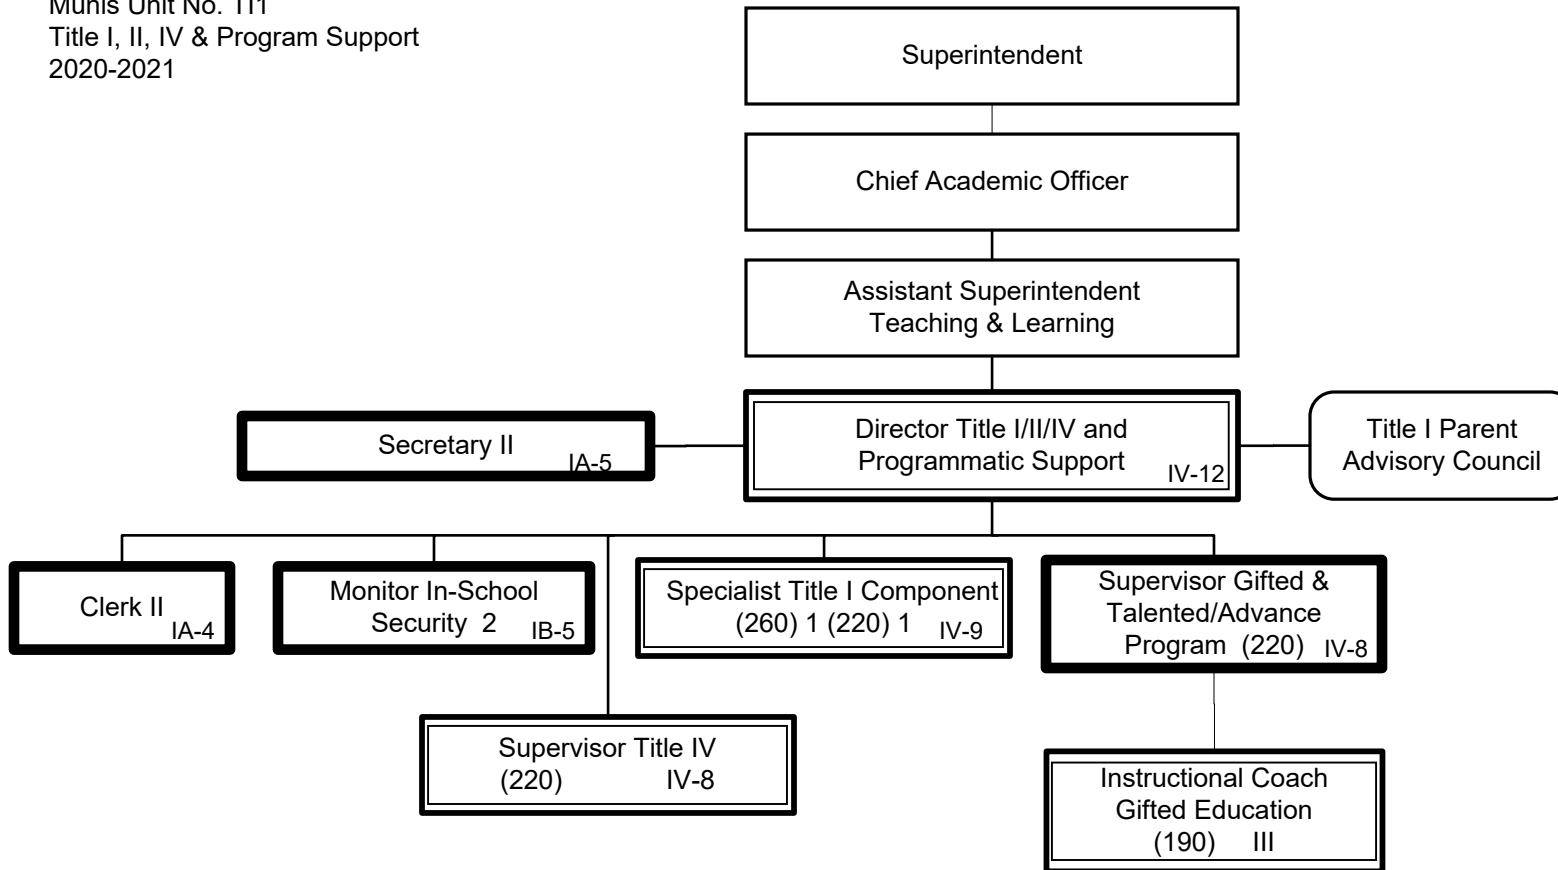 Munis Unit No. TI1
Title I, II, IV & Program Support
2020-2021
Superintendent
Chief Academic Officer
Assistant Superintendent
Teaching & Learning
Secretary II
IA-5
Director Title I/II/IV and
Programmatic Support
IV-12
Title I Parent
Advisory Council
Clerk II
IA-4
Monitor In-School
Security 2
IB-5
Specialist Title I Component
(260) 1 (220) 1
IV-9
Supervisor Gifted &
Talented/Advance
Program (220)
IV-8
Supervisor Title IV
(220) IV-8
Instructional Coach
Gifted Education
(190) III